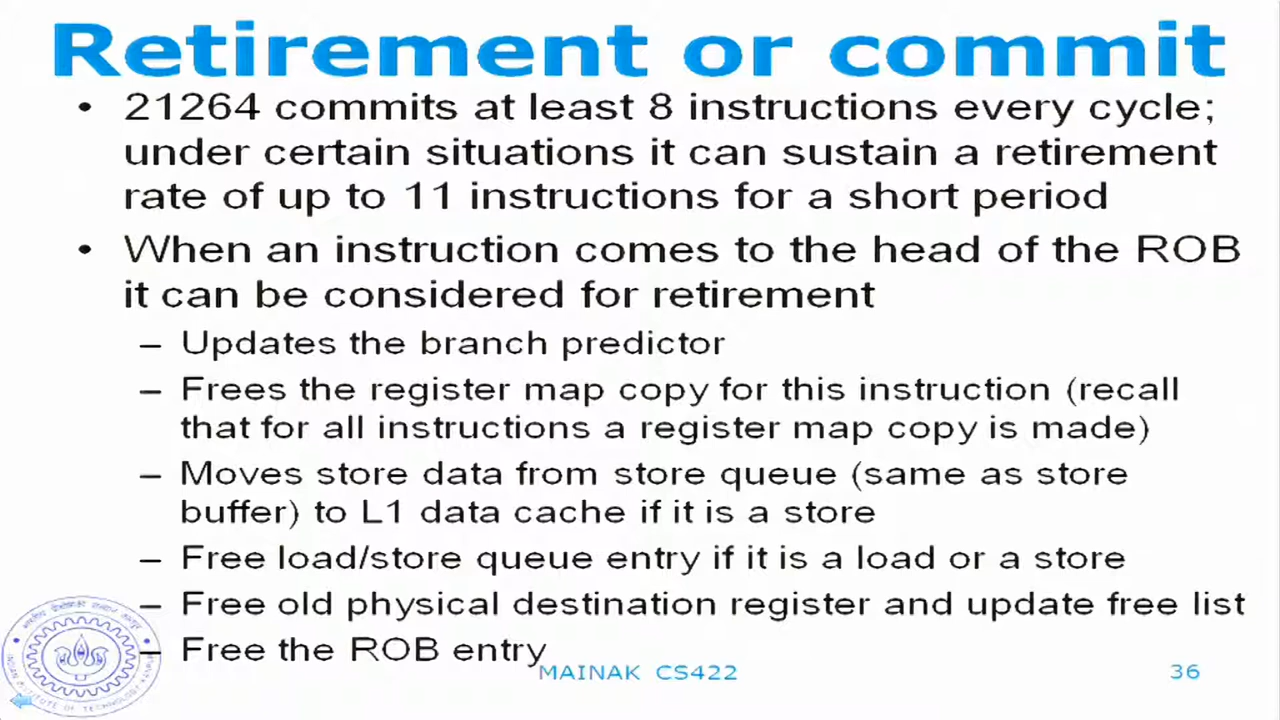 Retirement or commit
• 21264 commits at least 8 instructions every cycle;
under certain situations it can sustain a retirement
rate of up to 11 instructions for a short period
• When an instruction comes to the head of the ROB
it can be considered for retirement
– Updates the branch predictor
– Frees the register map copy for this instruction (recall
that for all instructions a register map copy is made)
– Moves store data from store queue (same as store
buffer) to L1 data cache if it is a store
– Free load/store queue entry if it is a load or a store
– Free old physical destination register and update free list
– Free the ROB entry
MAINAK CS422
36